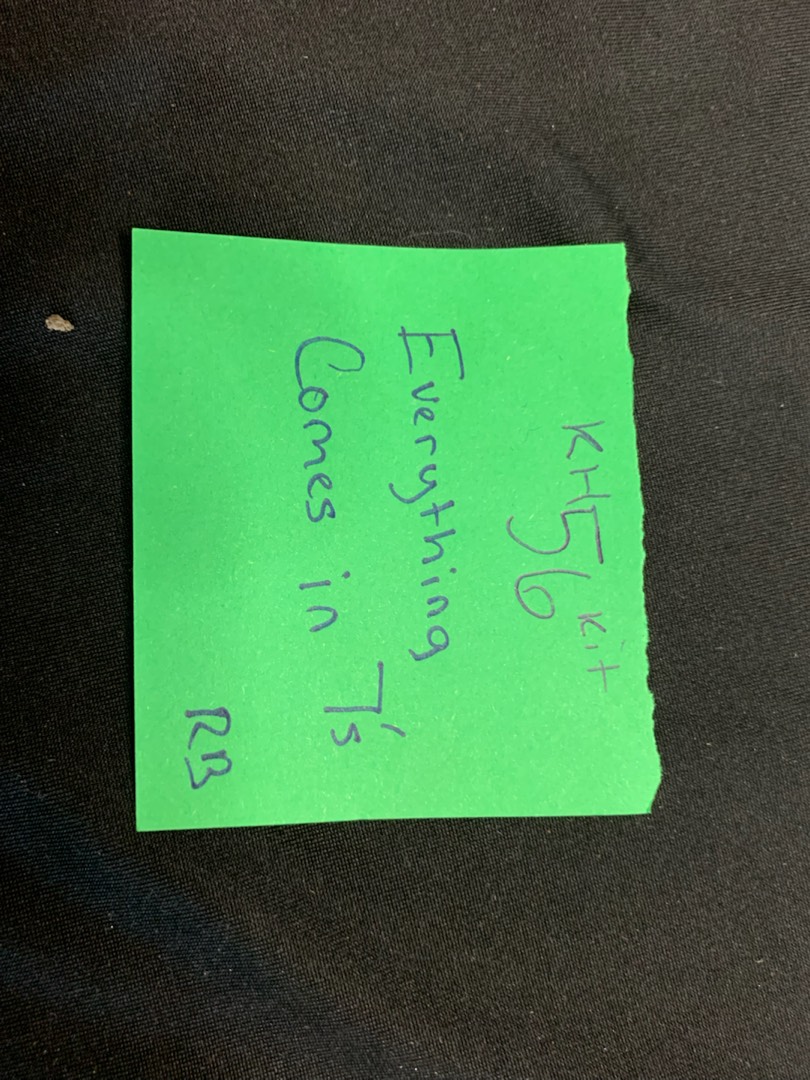 KH56 Kit
Everything
Comes in 7's
RB